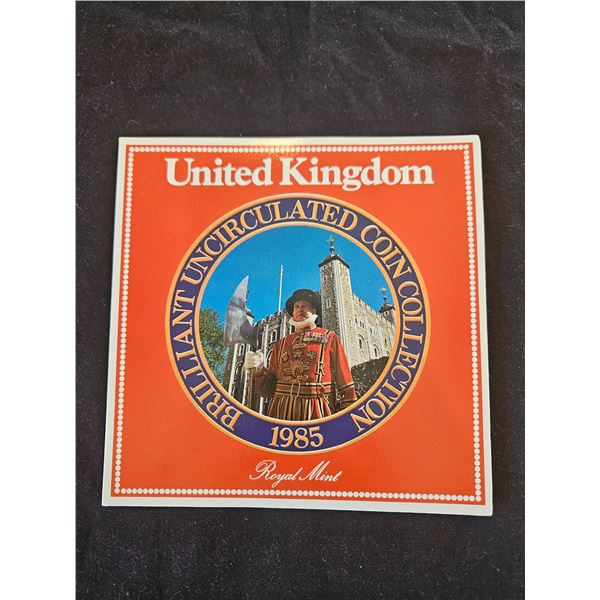 United Kingdom
BRILLIANT UNCIRCULATED COIN COLLECTION
1985
Royal Mint